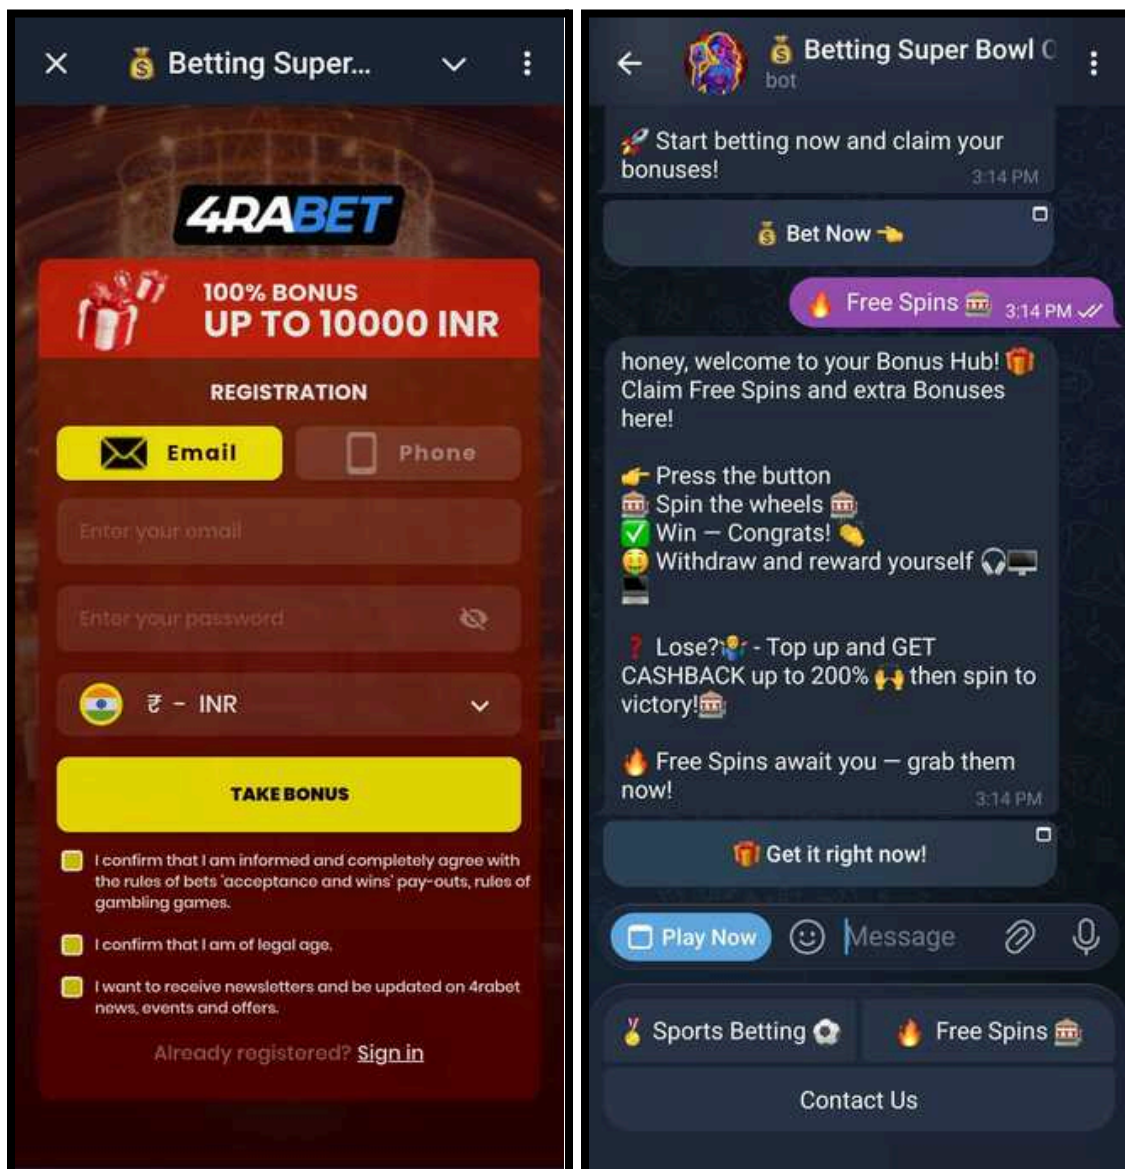 💰 Betting Super...
4RABET
100% BONUS
UP TO 10000 INR
REGISTRATION
Email
Phone
Enter your email
Enter your password
₹ - INR
TAKE BONUS
I confirm that I am informed and completely agree with
the rules of bets 'acceptance and wins' pay-outs, rules of
gambling games.
I confirm that I am of legal age.
I want to receive newsletters and be updated on 4rabet
news, events and offers.
Already registered? Sign in
💰 Betting Super Bowl
bot
🚀 Start betting now and claim your
bonuses!
3:14 PM
💰 Bet Now 👈
🔥 Free Spins 🎰 3:14 PM
honey, welcome to your Bonus Hub! 🎁
Claim Free Spins and extra Bonuses
here!
👉 Press the button
🎰 Spin the wheels 🎰
✅ Win — Congrats! 👏
🤑 Withdraw and reward yourself 🎧🖥️
💻
❓ Lose?🤷‍♂️ - Top up and GET
CASHBACK up to 200% 🙌 then spin to
victory!🎰
🔥 Free Spins await you — grab them
now!
3:14 PM
🎁 Get it right now!
Play Now
Message
🏅 Sports Betting ⚽
🔥 Free Spins 🎰
Contact Us